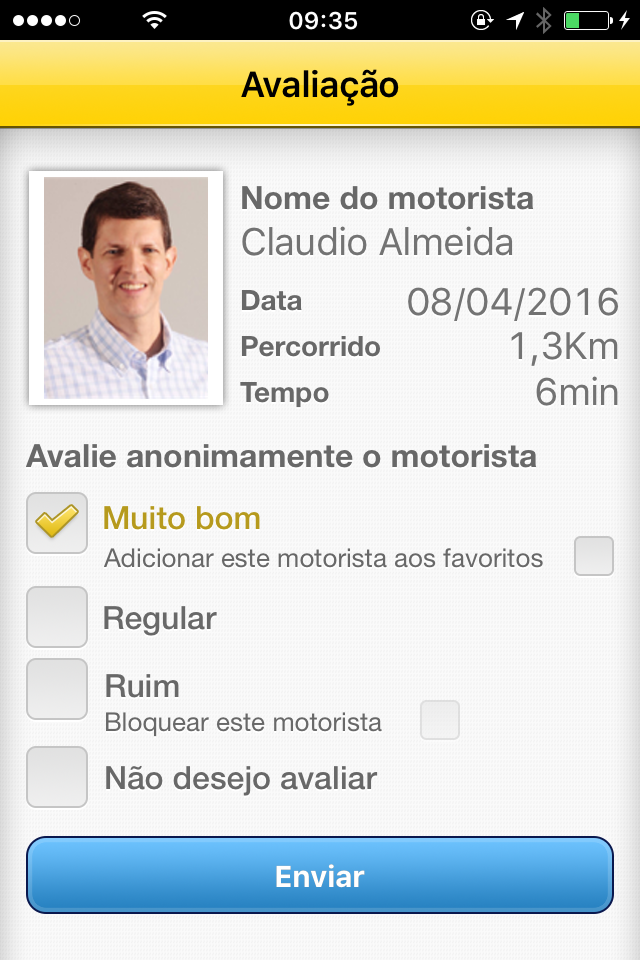 09:35
Avaliação
Nome do motorista
Claudio Almeida
Data 08/04/2016
Percorrido 1,3Km
Tempo 6min
Avalie anonimamente o motorista
Muito bom
Adicionar este motorista aos favoritos
Regular
Ruim
Bloquear este motorista
Não desejo avaliar
Enviar